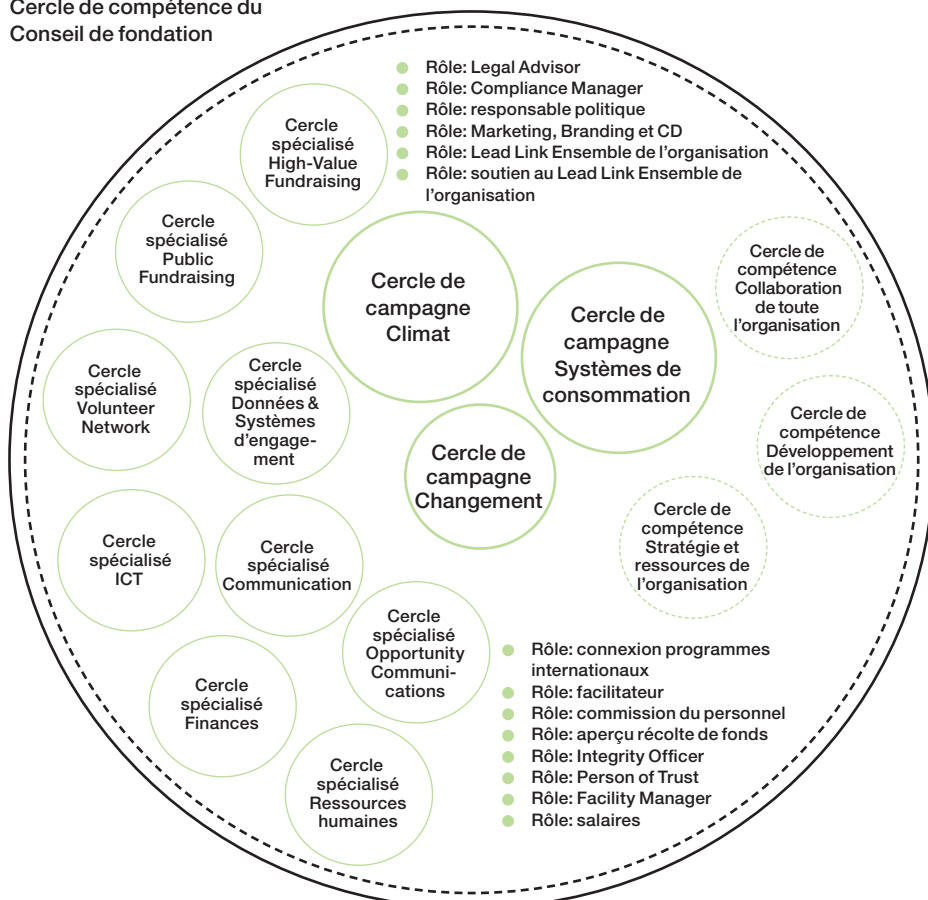 Cercle de compétence du
Conseil de fondation
Rôle: Legal Advisor
Rôle: Compliance Manager
Rôle: responsable politique
Rôle: Marketing, Branding et CD
Rôle: Lead Link Ensemble de l'organisation
Rôle: soutien au Lead Link Ensemble de
l'organisation
Cercle
spécialisé
High-Value
Fundraising
Cercle
spécialisé
Public
Fundraising
Cercle de
campagne
Climat
Cercle de
campagne
Systèmes de
consommation
Cercle de
compétence
Collaboration
de toute
l'organisation
Cercle
spécialisé
Volunteer
Network
Cercle
spécialisé
Données &
Systèmes
d'engage-
ment
Cercle de
campagne
Changement
Cercle de
compétence
Développement
de l'organisation
Cercle de
compétence
Stratégie et
ressources de
l'organisation
Cercle
spécialisé
ICT
Cercle
spécialisé
Communication
Cercle
spécialisé
Opportunity
Communi-
cations
Cercle
spécialisé
Finances
Cercle
spécialisé
Ressources
humaines
Rôle: connexion programmes
internationaux
Rôle: facilitateur
Rôle: commission du personnel
Rôle: aperçu récolte de fonds
Rôle: Integrity Officer
Rôle: Person of Trust
Rôle: Facility Manager
Rôle: salaires